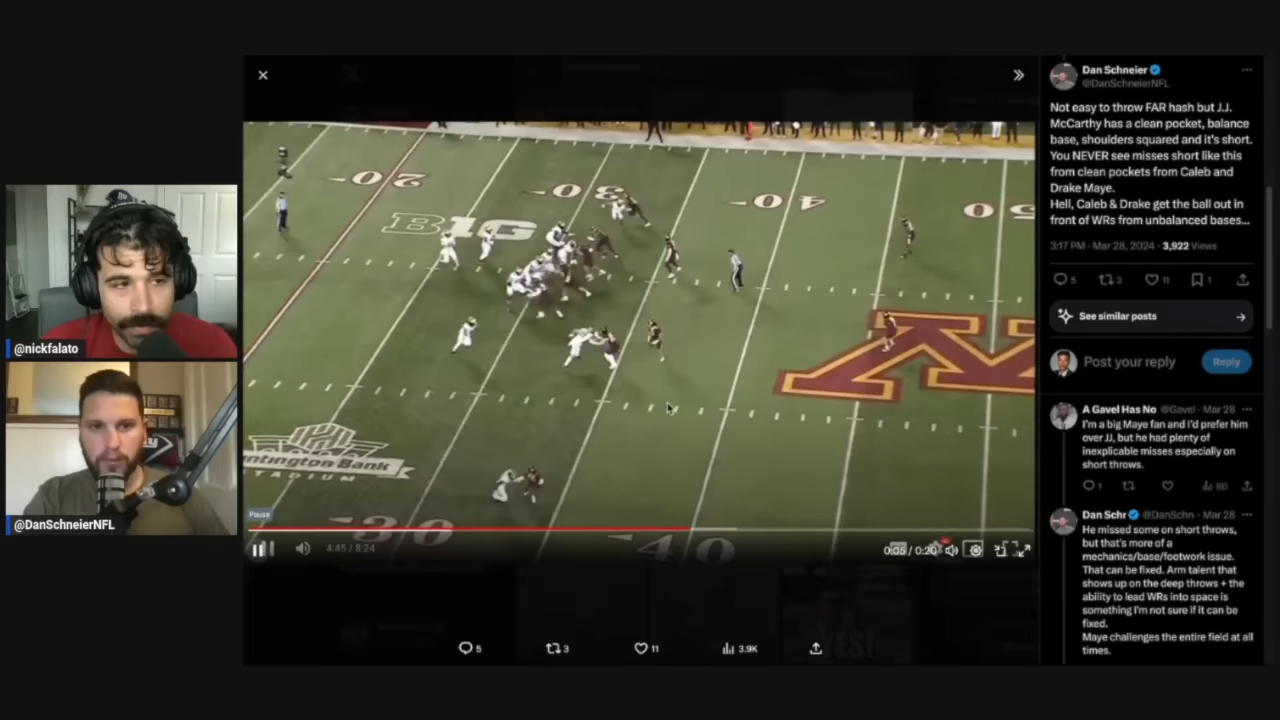 @nickfalato
@DanSchneierNFL
20
30
40
50
B1G
Huntington Bank
STADIUM
30
40
Pause
4:45 / 8:24
0:05 / 0:20
5
3
11
3.9K
Dan Schneier
@DanSchneierNFL
Not easy to throw FAR hash but J.J.
McCarthy has a clean pocket, balance
base, shoulders squared and it's short.
You NEVER see misses short like this
from clean pockets from Caleb and
Drake Maye.
Hell, Caleb & Drake get the ball out in
front of WRs from unbalanced bases...
3:17 PM · Mar 28, 2024 · 3,922 Views
5 3 11 1
See similar posts
Post your reply
Reply
A Gavel Has No @Gavel · Mar 28
I'm a big Maye fan and I'd prefer him
over JJ, but he had plenty of
inexplicable misses especially on
short throws.
1 80
Dan Schr @DanSchn · Mar 28
He missed some on short throws,
but that's more of a
mechanics/base/footwork issue.
That can be fixed. Arm talent that
shows up on the deep throws + the
ability to lead WRs into space is
something I'm not sure if it can be
fixed.
Maye challenges the entire field at all
times.